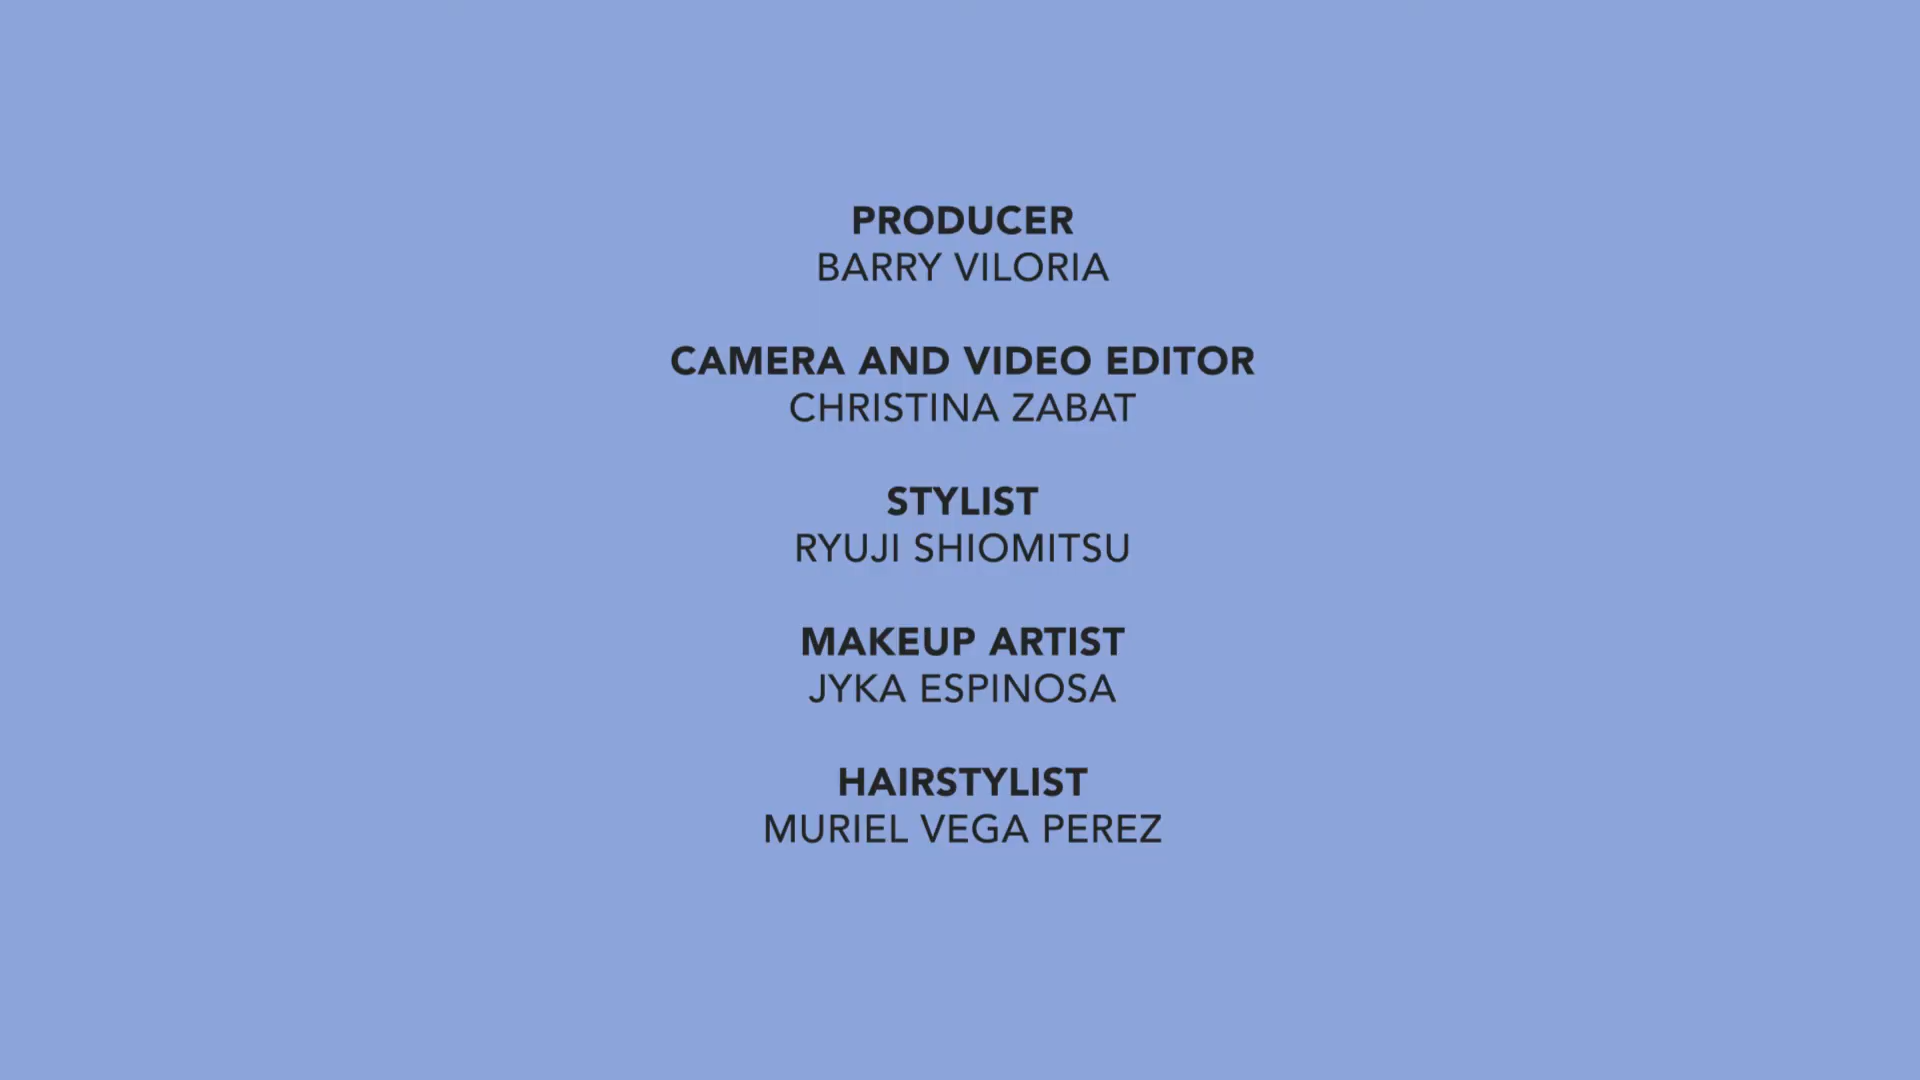 PRODUCER
BARRY VILORIA
CAMERA AND VIDEO EDITOR
CHRISTINA ZABAT
STYLIST
RYUJI SHIOMITSU
MAKEUP ARTIST
JYKA ESPINOSA
HAIRSTYLIST
MURIEL VEGA PEREZ